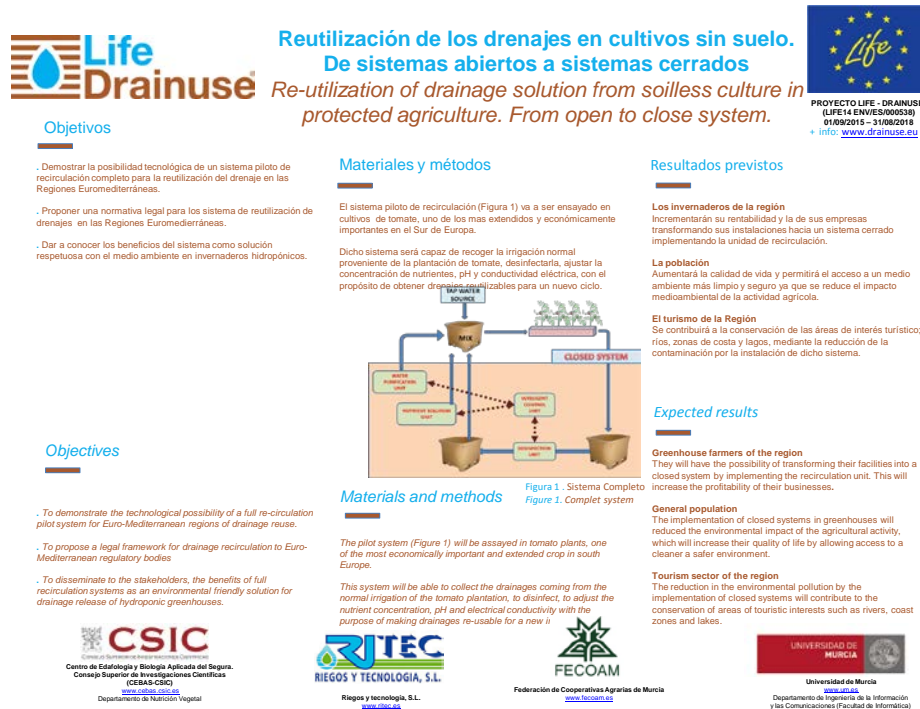 Life
Drainuse
Reutilización de los drenajes en cultivos sin suelo.
De sistemas abiertos a sistemas cerrados
Re-utilization of drainage solution from soilless culture in
protected agriculture. From open to close system.
Life
PROYECTO LIFE - DRAINUSE
(LIFE14 ENV/ES/000538)
01/09/2015 – 31/08/2018
+ info: www.drainuse.eu
Objetivos
. Demostrar la posibilidad tecnológica de un sistema piloto de
recirculación completo para la reutilización del drenaje en las
Regiones Euromediterráneas.
. Proponer una normativa legal para los sistema de reutilización de
drenajes en las Regiones Euromedierráneas.
. Dar a conocer los beneficios del sistema como solución
respetuosa con el medio ambiente en invernaderos hidropónicos.
Objectives
. To demonstrate the technological possibility of a full re-circulation
pilot system for Euro-Mediterranean regions of drainage reuse.
. To propose a legal framework for drainage recirculation to Euro-
Mediterranean regulatory bodies
. To disseminate to the stakeholders, the benefits of full
recirculation systems as an environmental friendly solution for
drainage release of hydroponic greenhouses.
Materiales y métodos
El sistema piloto de recirculación (Figura 1) va a ser ensayado en
cultivos de tomate, uno de los mas extendidos y económicamente
importantes en el Sur de Europa.
Dicho sistema será capaz de recoger la irrigación normal
proveniente de la plantación de tomate, desinfectarla, ajustar la
concentración de nutrientes, pH y conductividad eléctrica, con el
propósito de obtener drenajes reutilizables para un nuevo ciclo.
TAP WATER
SOURCE
MIX
CLOSED SYSTEM
WATER
PURIFICATION
UNIT
NUTRIENT SOLUTION
UNIT
NUTRIENT
CONTROL
UNIT
DESINFECTION
UNIT
Figura 1 . Sistema Completo
Figure 1. Complet system
Materials and methods
The pilot system (Figure 1) will be assayed in tomato plants, one
of the most economically important and extended crop in south
Europe.
This system will be able to collect the drainages coming from the
normal irrigation of the tomato plantation, to disinfect, to adjust the
nutrient concentration, pH and electrical conductivity with the
purpose of making drainages re-usable for a new
Resultados previstos
Los invernaderos de la región
Incrementarán su rentabilidad y la de sus empresas
transformando sus instalaciones hacia un sistema cerrado
implementando la unidad de recirculación.
La población
Aumentará la calidad de vida y permitirá el acceso a un medio
ambiente más limpio y seguro ya que se reduce el impacto
medioambiental de la actividad agrícola.
El turismo de la Región
Se contribuirá a la conservación de las áreas de interés turístico;
ríos, zonas de costa y lagos, mediante la reducción de la
contaminación por la instalación de dicho sistema.
Expected results
Greenhouse farmers of the region
They will have the possibility of transforming their facilities into a
closed system by implementing the recirculation unit. This will
increase the profitability of their businesses.
General population
The implementation of closed systems in greenhouses will
reduced the environmental impact of the agricultural activity,
which will increase their quality of life by allowing access to a
cleaner a safer environment.
Tourism sector of the region
The reduction in the environmental pollution by the
implementation of closed systems will contribute to the
conservation of areas of touristic interests such as rivers, coast
zones and lakes.
CSIC
CONSEJO SUPERIOR DE INVESTIGACIONES CIENTÍFICAS
Centro de Edafología y Biología Aplicada del Segura.
Consejo Superior de Investigaciones Científicas
(CEBAS-CSIC)
www.cebas.csic.es
Departamento de Nutrición Vegetal
RITEC
RIEGOS Y TECNOLOGÍA, S.L.
Riegos y tecnología, S.L.
www.ritec.es
FECOAM
Federación de Cooperativas Agrarias de Murcia
www.fecoam.es
UNIVERSIDAD DE
MURCIA
Universidad de Murcia
www.um.es
Departamento de Ingeniería de la Información
y las Comunicaciones (Facultad de Informática)